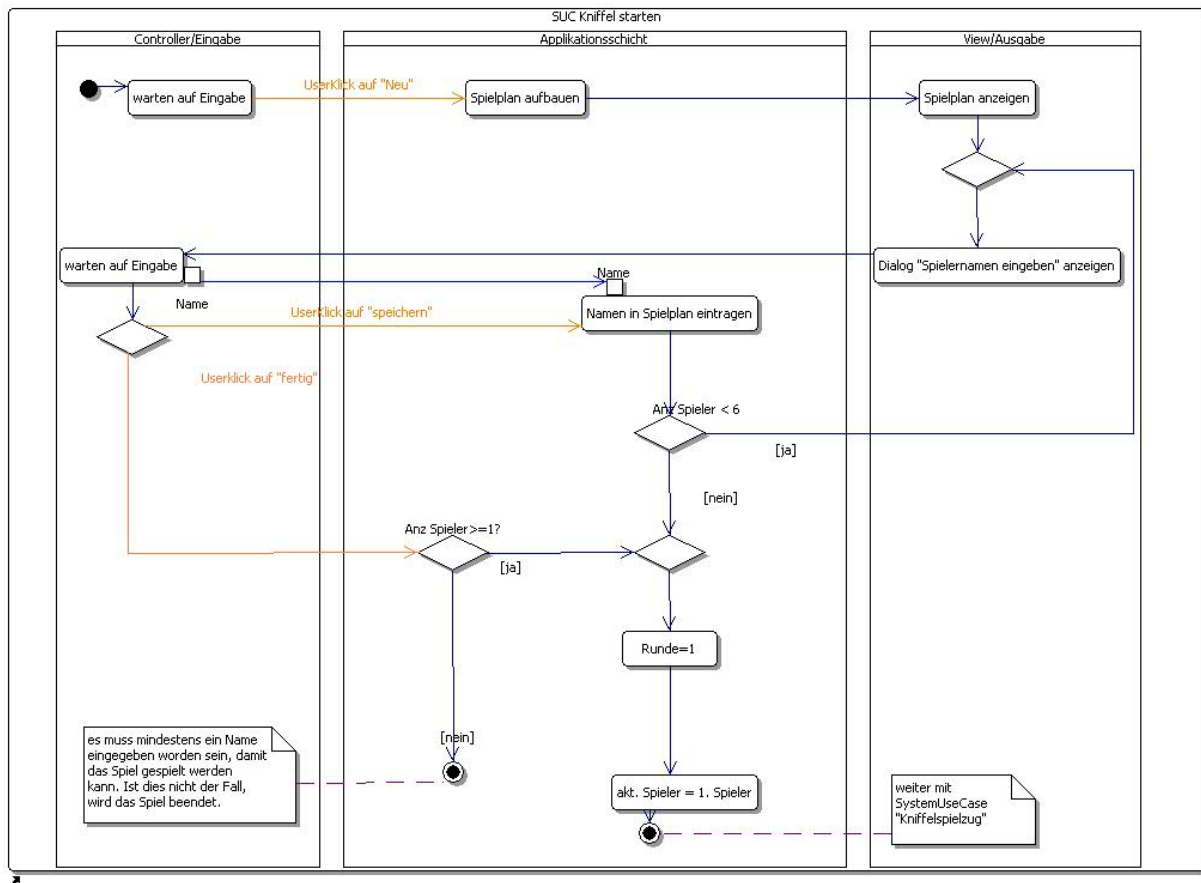 SUC Kniffel starten
Controller/Eingabe
Applikationsschicht
View/Ausgabe
warten auf Eingabe
UserKlick auf "Neu"
Spielplan aufbauen
Spielplan anzeigen
warten auf Eingabe
Name
Name
Dialog "Spielernamen eingeben" anzeigen
UserKlick auf "speichern"
Namen in Spielplan eintragen
Userklick auf "fertig"
Anz Spieler < 6
[ja]
[nein]
Anz Spieler>=1?
[ja]
Runde=1
[nein]
es muss mindestens ein Name
eingegeben worden sein, damit
das Spiel gespielt werden
kann. Ist dies nicht der Fall,
wird das Spiel beendet.
akt. Spieler = 1. Spieler
weiter mit
SystemUseCase
"Kniffelspielzug"